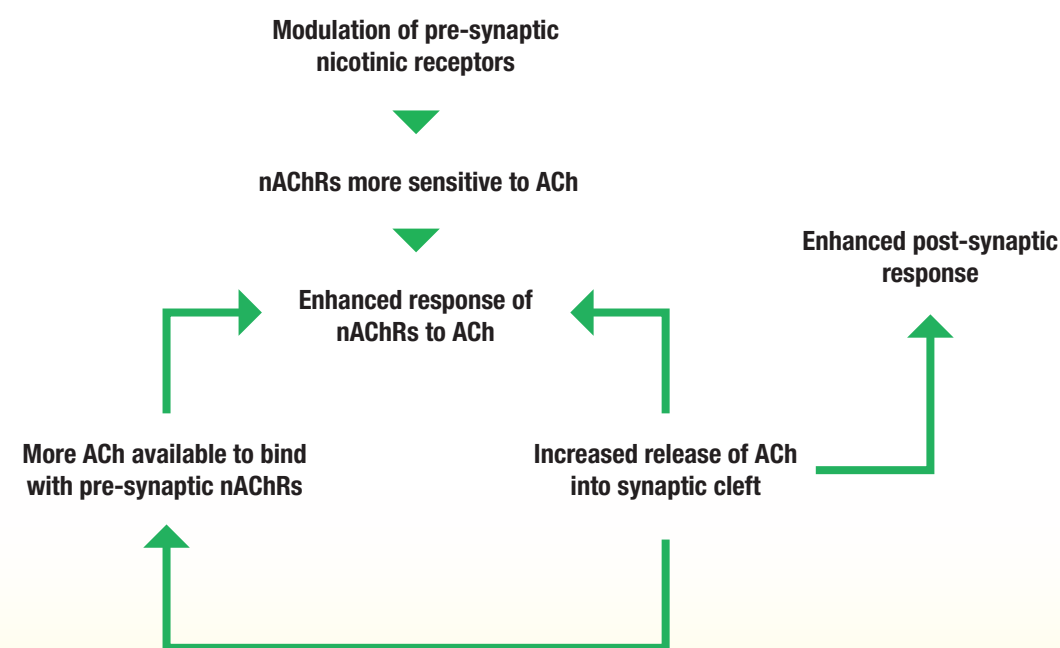 Modulation of pre-synaptic
nicotinic receptors
nAChRs more sensitive to ACh
Enhanced post-synaptic
response
Enhanced response of
nAChRs to ACh
More ACh available to bind
with pre-synaptic nAChRs
Increased release of ACh
into synaptic cleft